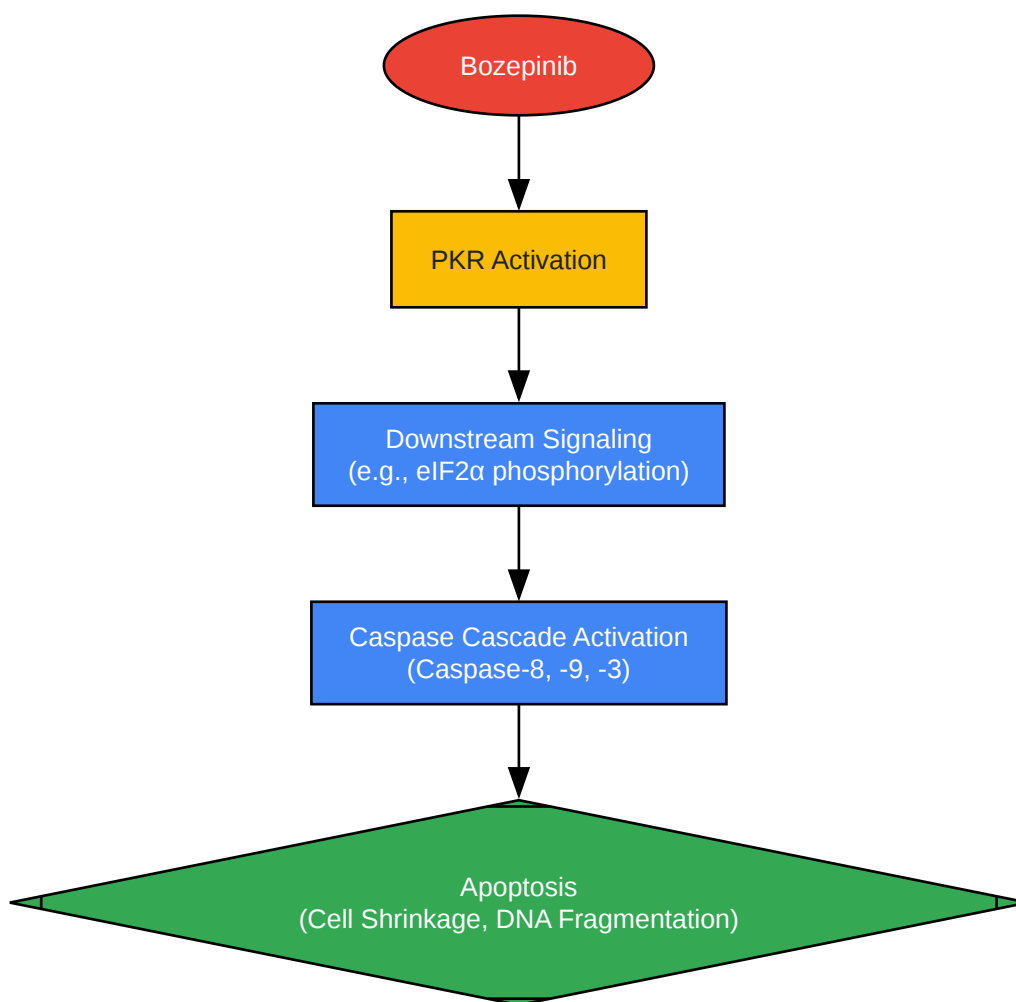 Bozepinib
PKR Activation
Downstream Signaling
(e.g., eIF2α phosphorylation)
Caspase Cascade Activation
(Caspase-8, -9, -3)
Apoptosis
(Cell Shrinkage, DNA Fragmentation)